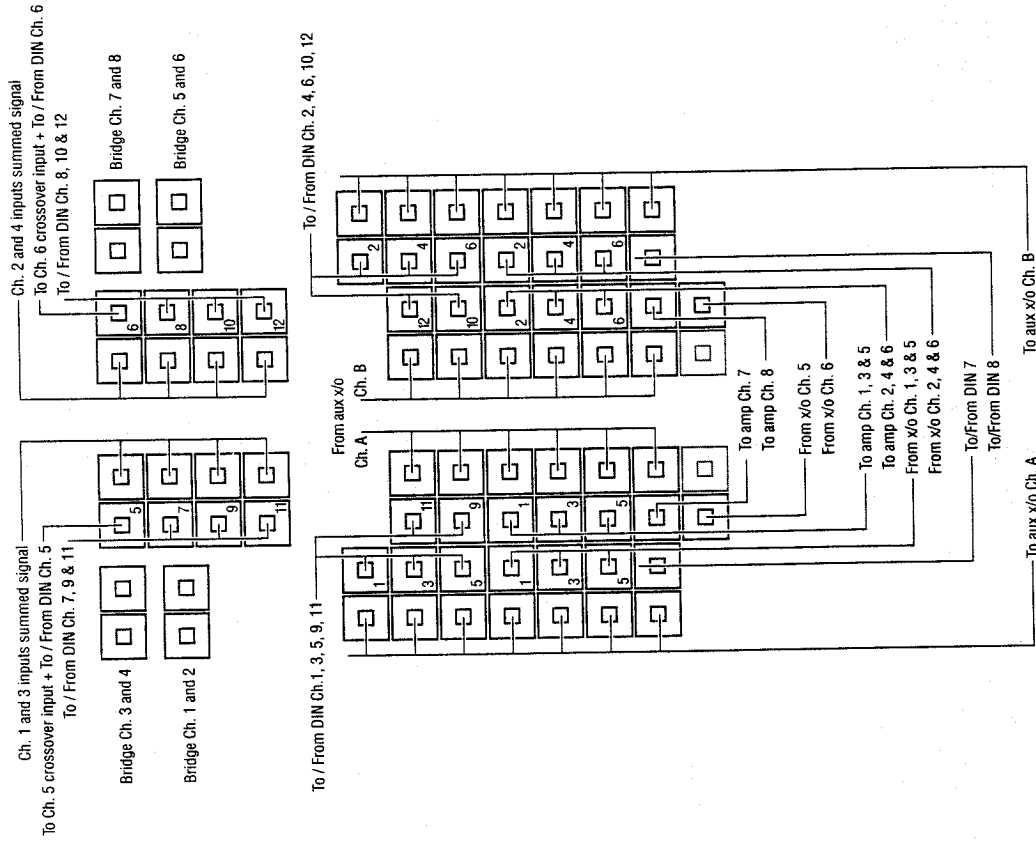 Ch. 2 and 4 inputs summed signal
To Ch. 6 crossover input + To / From DIN Ch. 6
To / From DIN Ch. 8, 10 & 12
Bridge Ch. 7 and 8
Bridge Ch. 5 and 6
6
8
10
12
Ch. 1 and 3 inputs summed signal
To Ch. 5 crossover input + To / From DIN Ch. 5
To / From DIN Ch. 7, 9 & 11
Bridge Ch. 3 and 4
Bridge Ch. 1 and 2
5
7
9
11
To / From DIN Ch. 2, 4, 6, 10, 12
2
4
6
2
4
6
12
10
2
4
6
From aux x/o
Ch. B
Ch. A
To / From DIN Ch.1, 3, 5, 9, 11
11
9
1
3
5
1
3
5
1
3
5
To amp Ch. 7
To amp Ch. 8
From x/o Ch. 5
From x/o Ch. 6
To amp Ch. 1, 3 & 5
To amp Ch. 2, 4 & 6
From x/o Ch. 1, 3 & 5
From x/o Ch. 2, 4 & 6
To/From DIN 7
To/From DIN 8
To aux x/o Ch. B
To aux x/o Ch. A